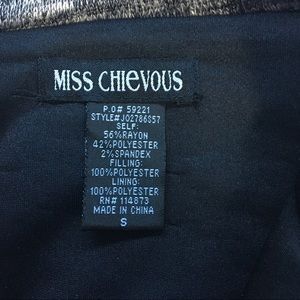 MISS CHIEVOUS
P.O# 59221
STYLE#J02786S57
SELF:
56%RAYON
42%POLYESTER
2%SPANDEX
FILLING:
100%POLYESTER
LINING:
100%POLYESTER
RN# 114873
MADE IN CHINA
S